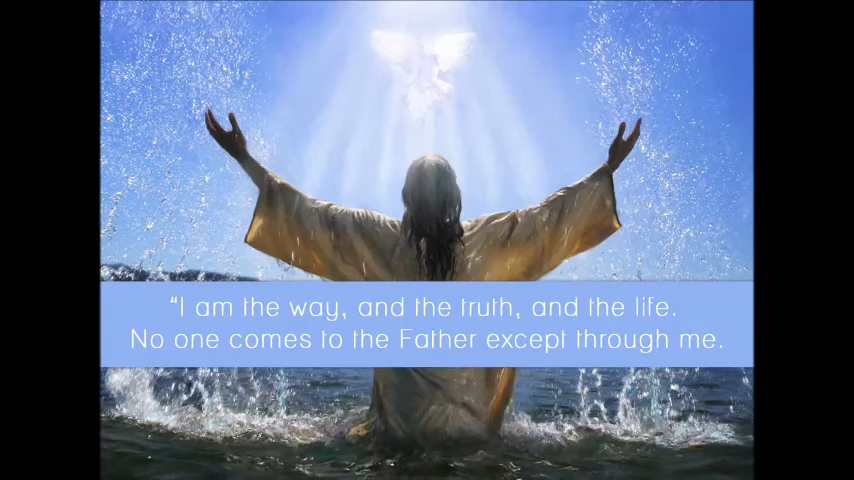 “I am the way, and the truth, and the life.
No one comes to the Father except through me.